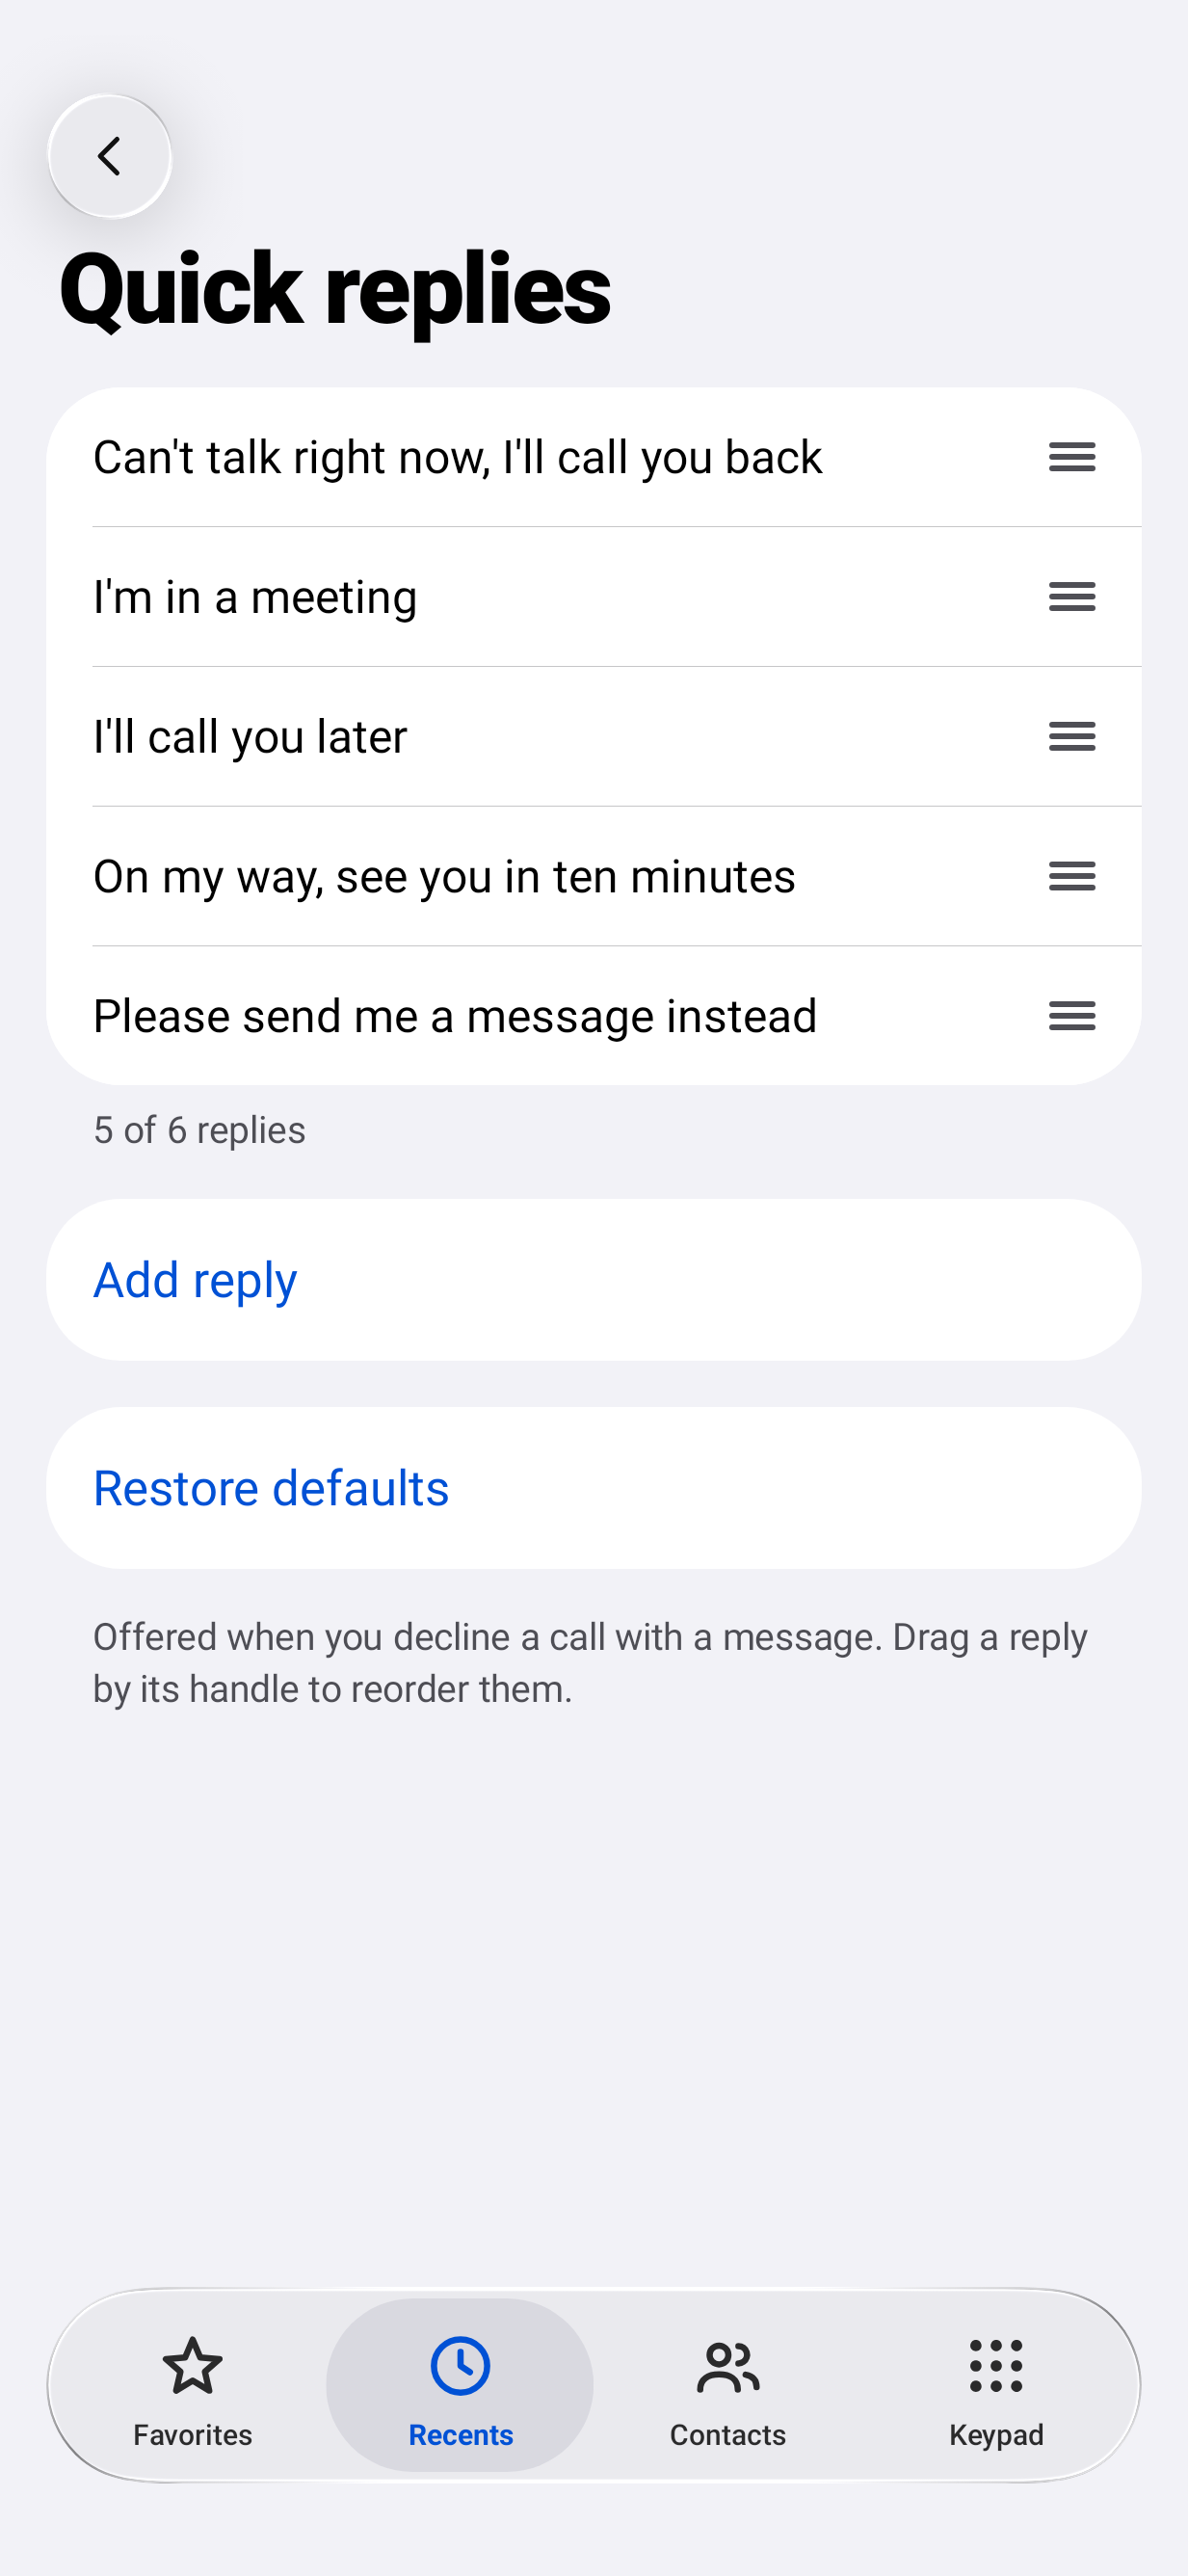 Quick replies
Can't talk right now, I'll call you back
I'm in a meeting
I'll call you later
On my way, see you in ten minutes
Please send me a message instead
5 of 6 replies
Add reply
Restore defaults
Offered when you decline a call with a message. Drag a reply
by its handle to reorder them.
Favorites
Recents
Contacts
Keypad